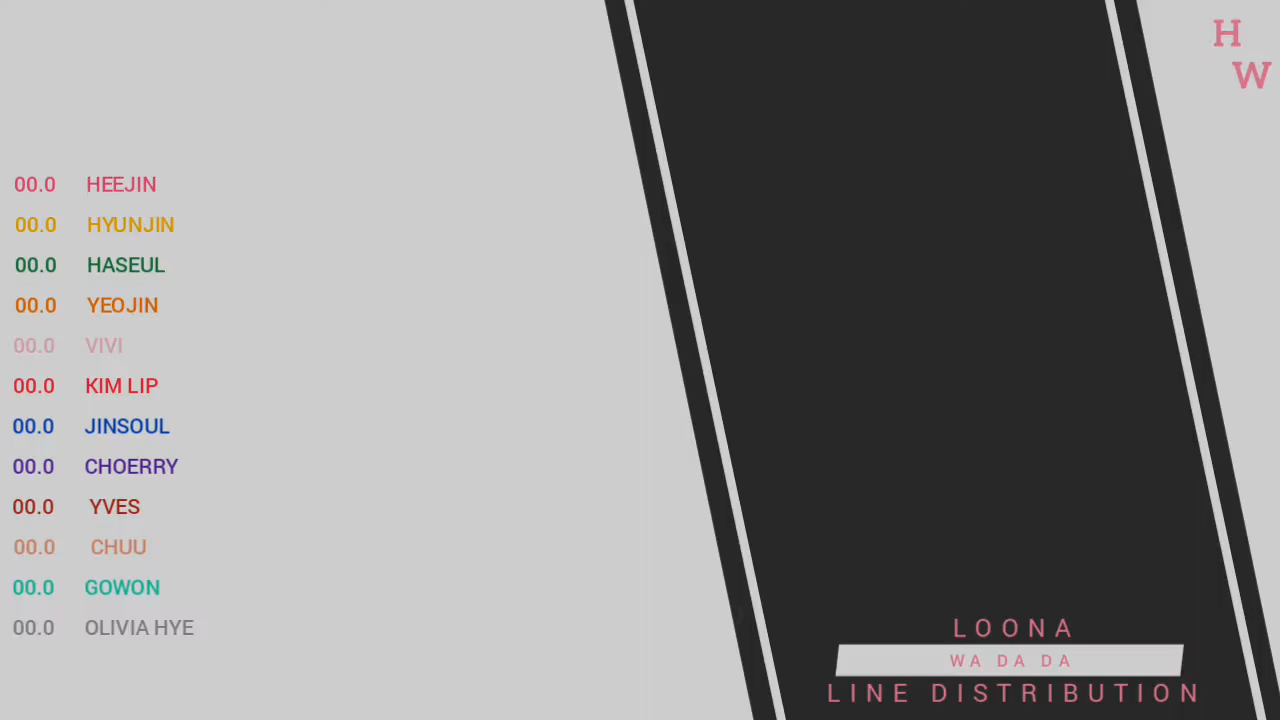 H
W
00.0 HEEJIN
00.0 HYUNJIN
00.0 HASEUL
00.0 YEOJIN
00.0 VIVI
00.0 KIM LIP
00.0 JINSOUL
00.0 CHOERRY
00.0 YVES
00.0 CHUU
00.0 GOWON
00.0 OLIVIA HYE
LOONA
WA DA DA
LINE DISTRIBUTION